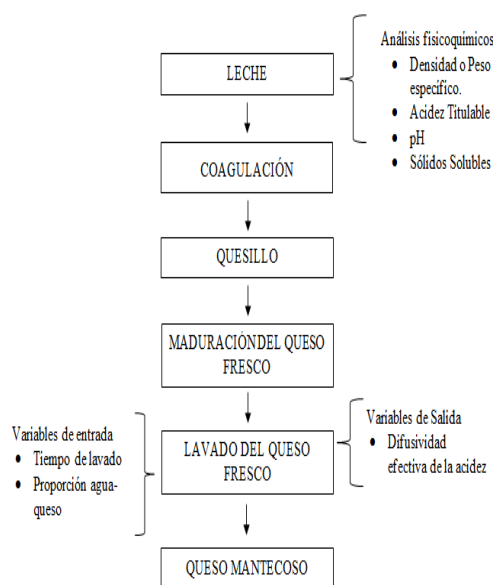 LECHE
Análisis fisicoquímicos
• Densidad o Peso
específico.
• Acidez Titulable
• pH
• Sólidos Solubles
COAGULACIÓN
QUESILLO
MADURACIÓN DEL QUESO
FRESCO
Variables de entrada
• Tiempo de lavado
• Proporción agua-
queso
LAVADO DEL QUESO
FRESCO
Variables de Salida
• Difusividad
efectiva de la acidez
QUESO MANTECOSO